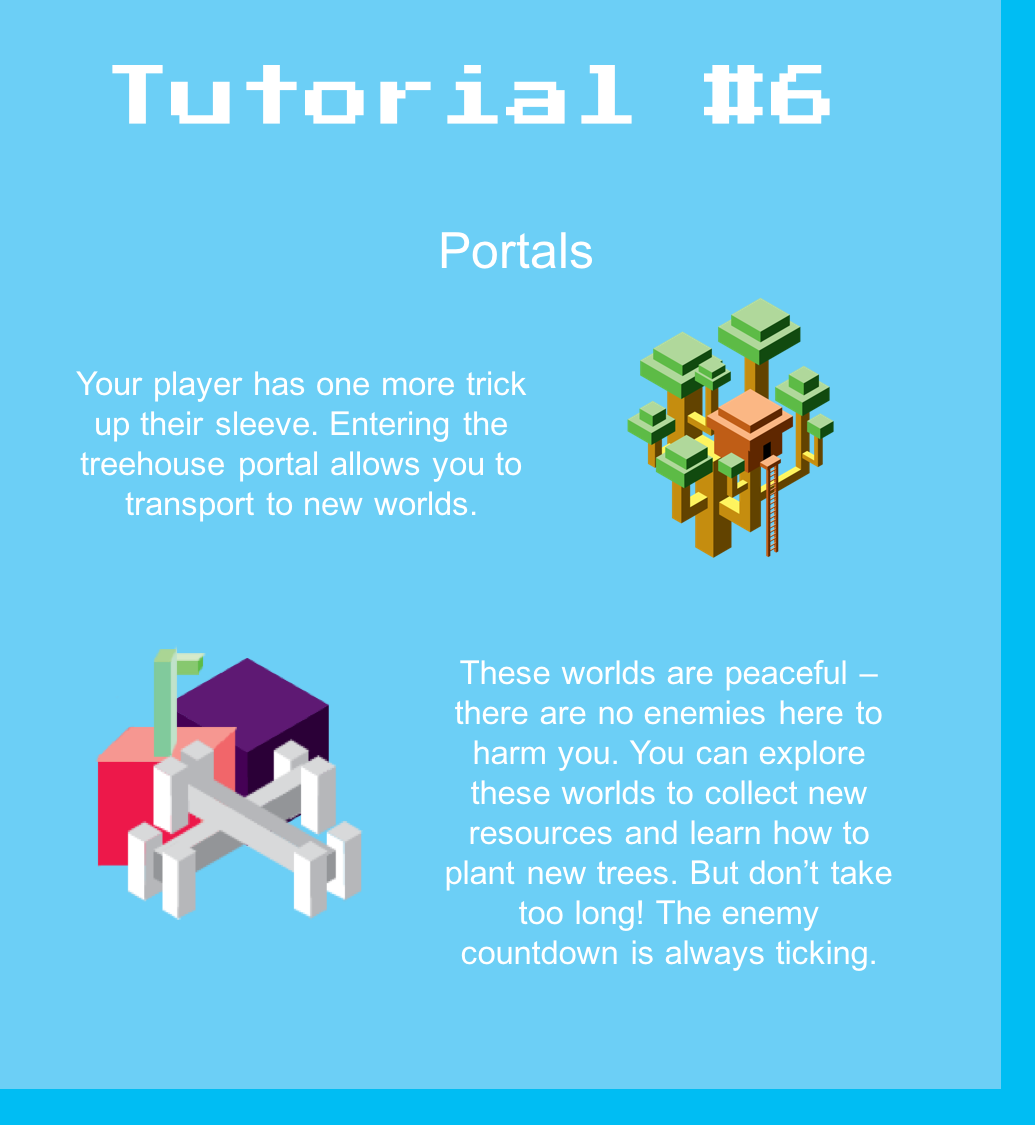 Tutorial #6
Portals
Your player has one more trick
up their sleeve. Entering the
treehouse portal allows you to
transport to new worlds.
These worlds are peaceful –
there are no enemies here to
harm you. You can explore
these worlds to collect new
resources and learn how to
plant new trees. But don’t take
too long! The enemy
countdown is always ticking.